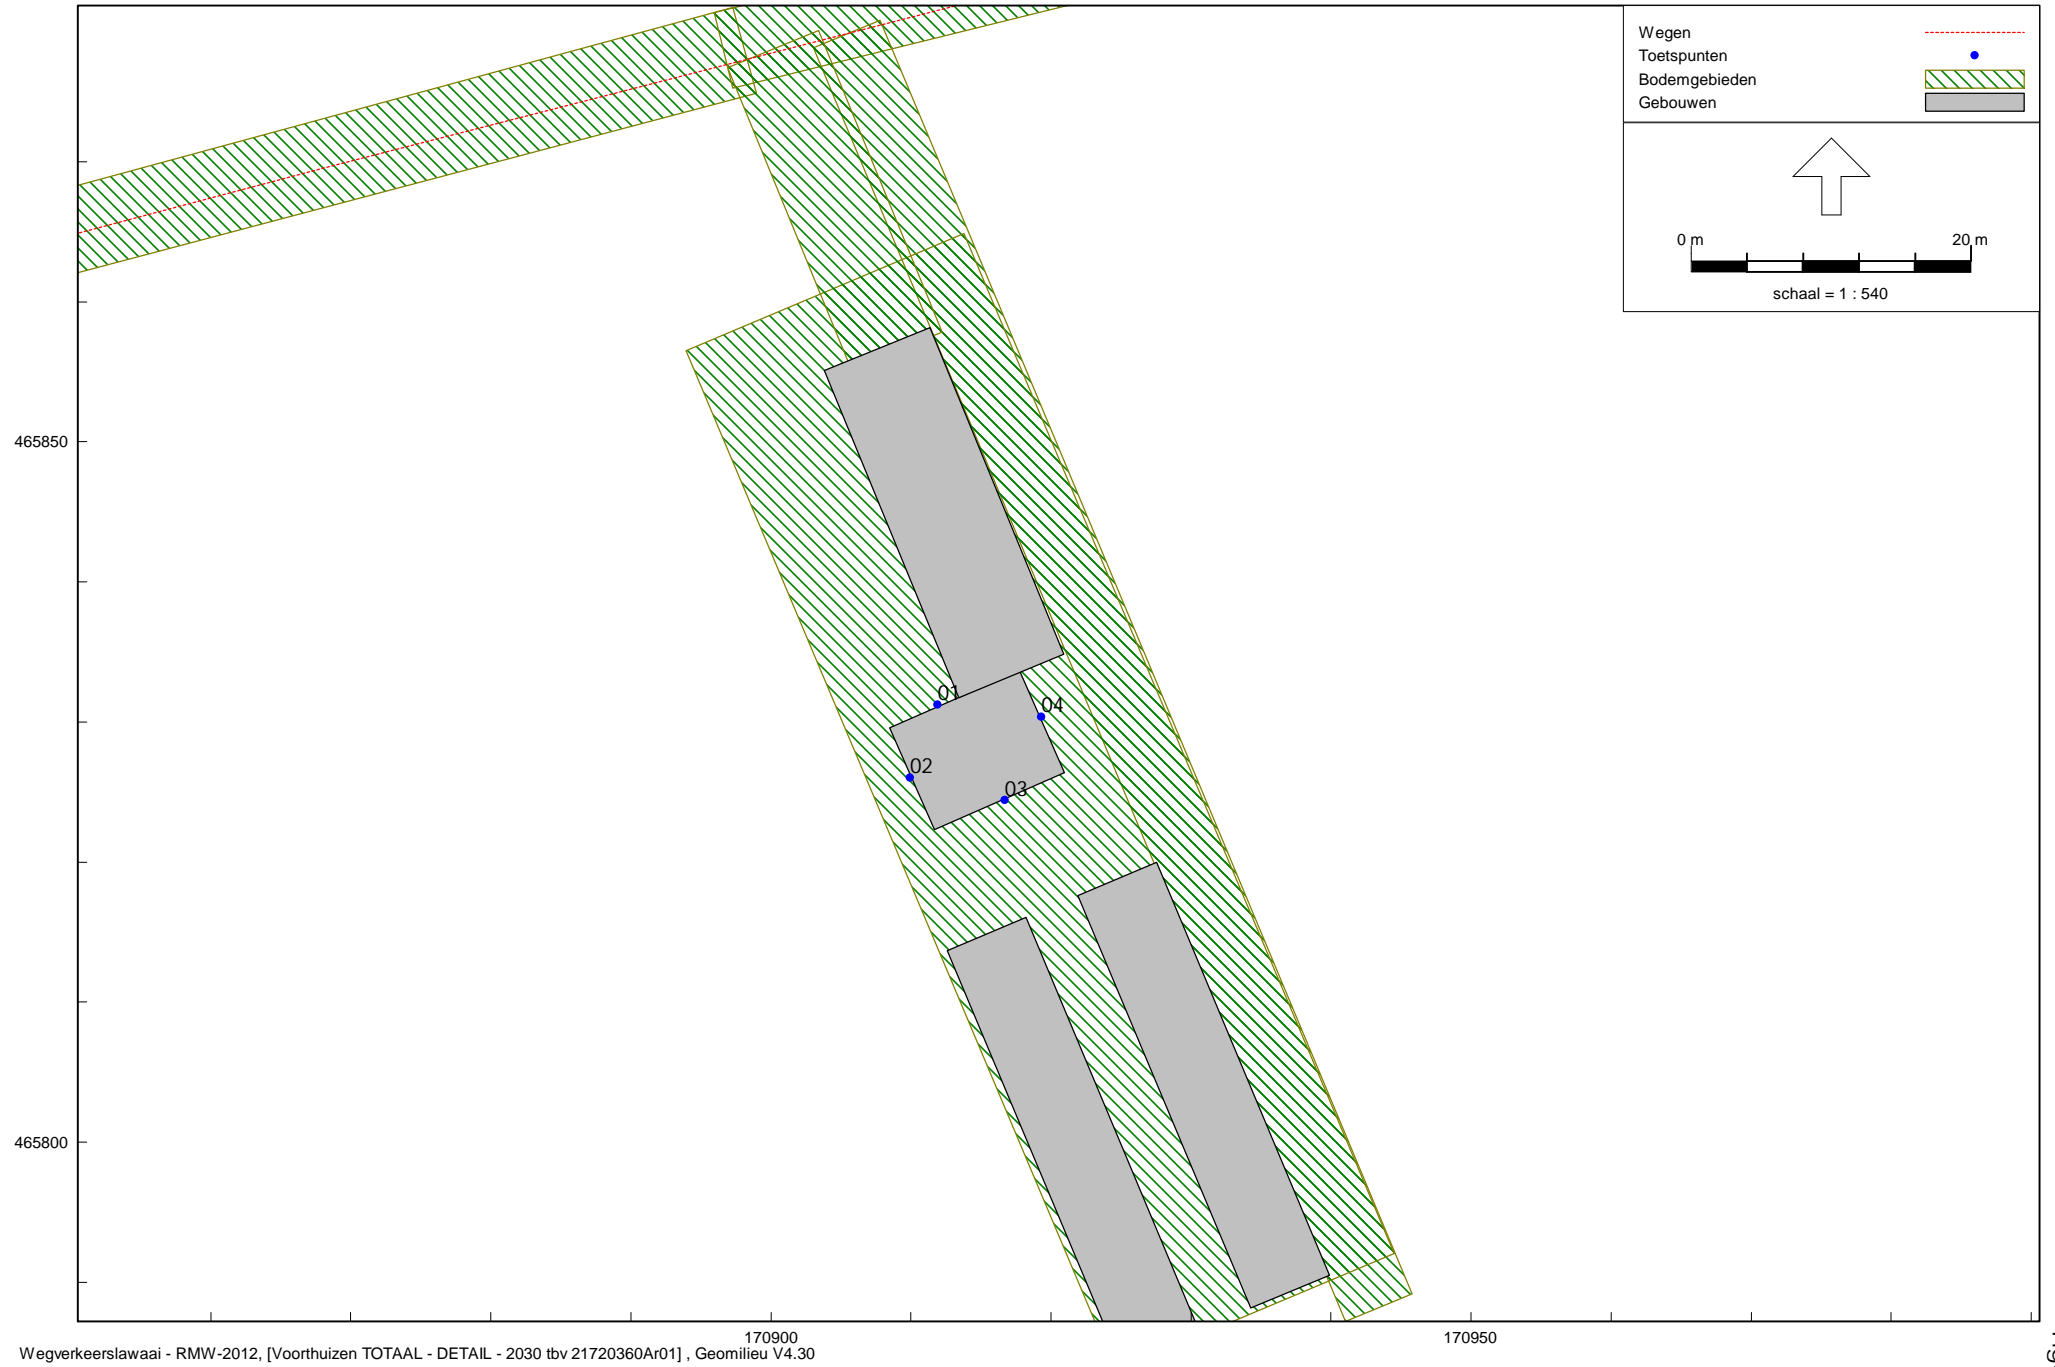 Wegen
Toetspunten
Bodemgebieden
Gebouwen
0 m 20 m
schaal = 1 : 540
465850
01
04
02
03
465800
170900 170950
Wegverkeerslawaai - RMW-2012, [Voorthuizen TOTAAL - DETAIL - 2030 tbv 21720360Ar01] , Geomilieu V4.30